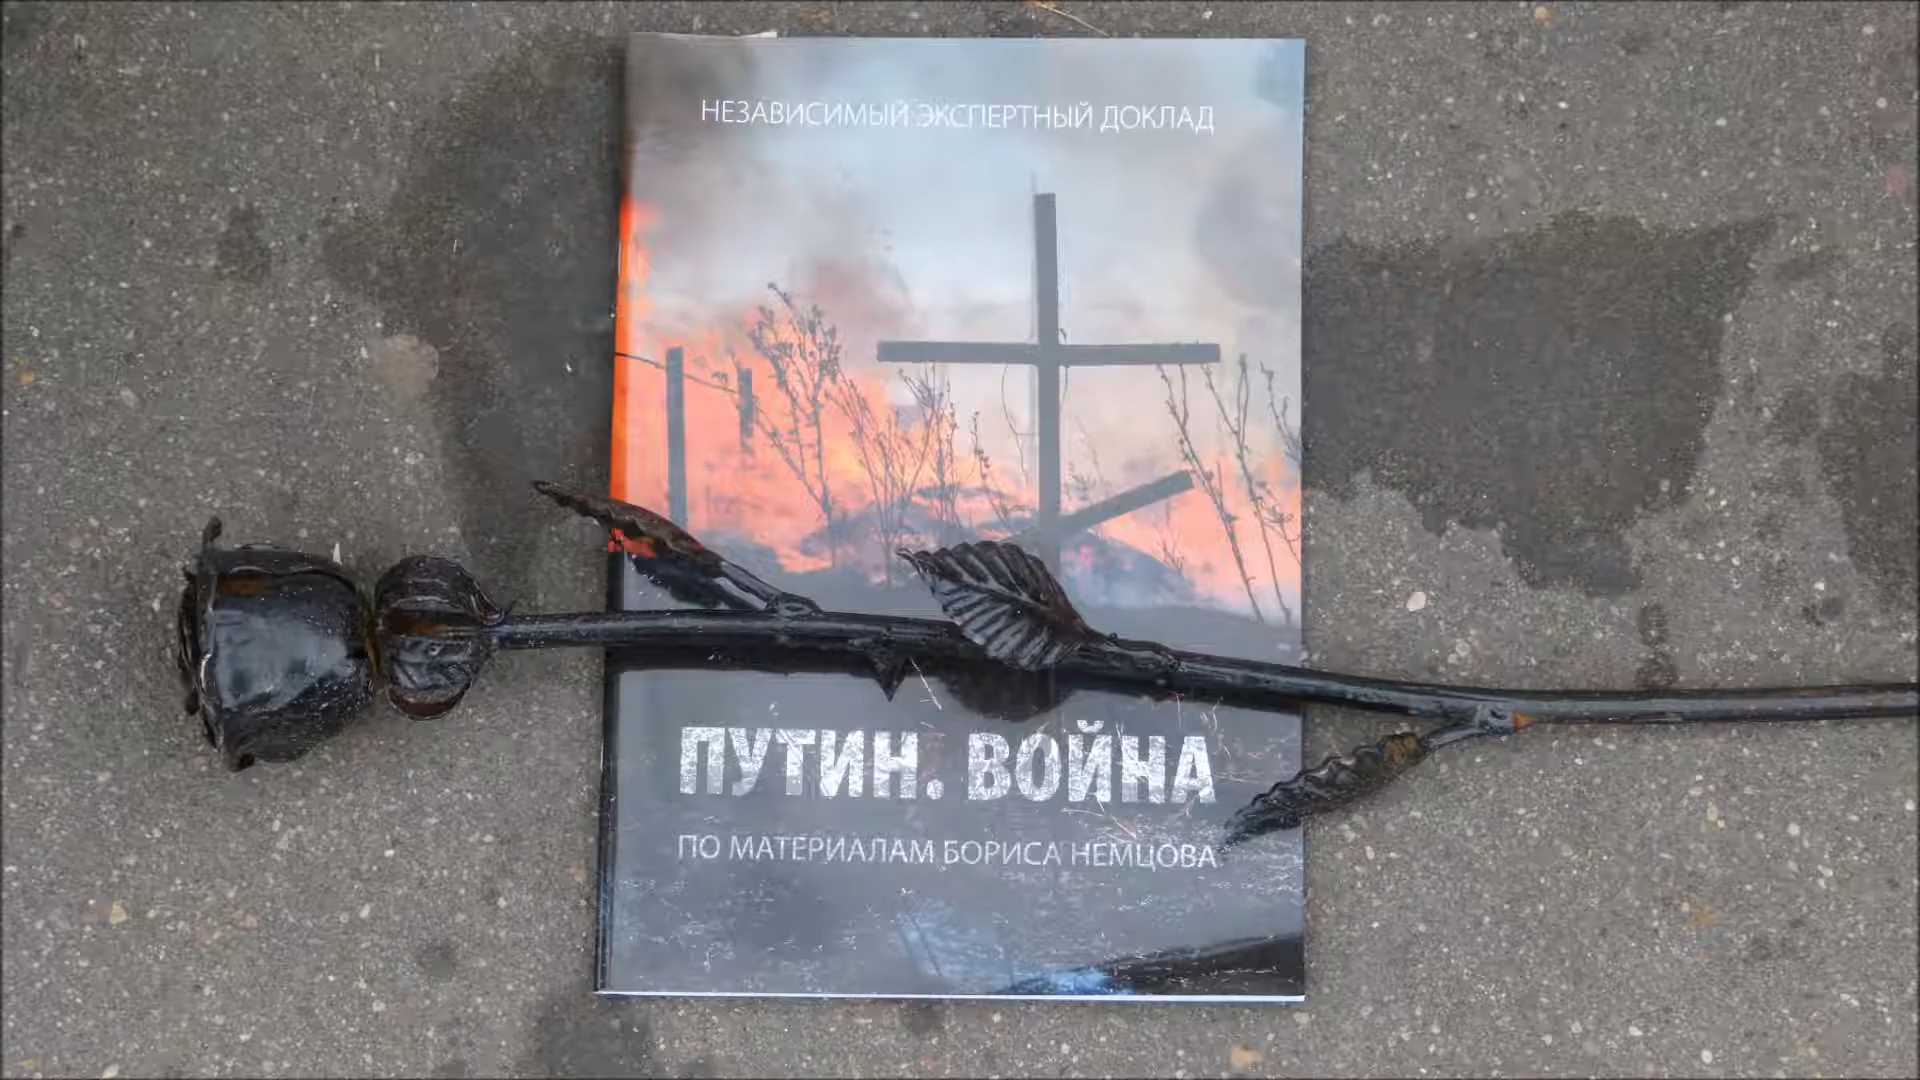 НЕЗАВИСИМЫЙ ЭКСПЕРТНЫЙ ДОКЛАД
ПУТИН. ВОЙНА
ПО МАТЕРИАЛАМ БОРИСА НЕМЦОВА